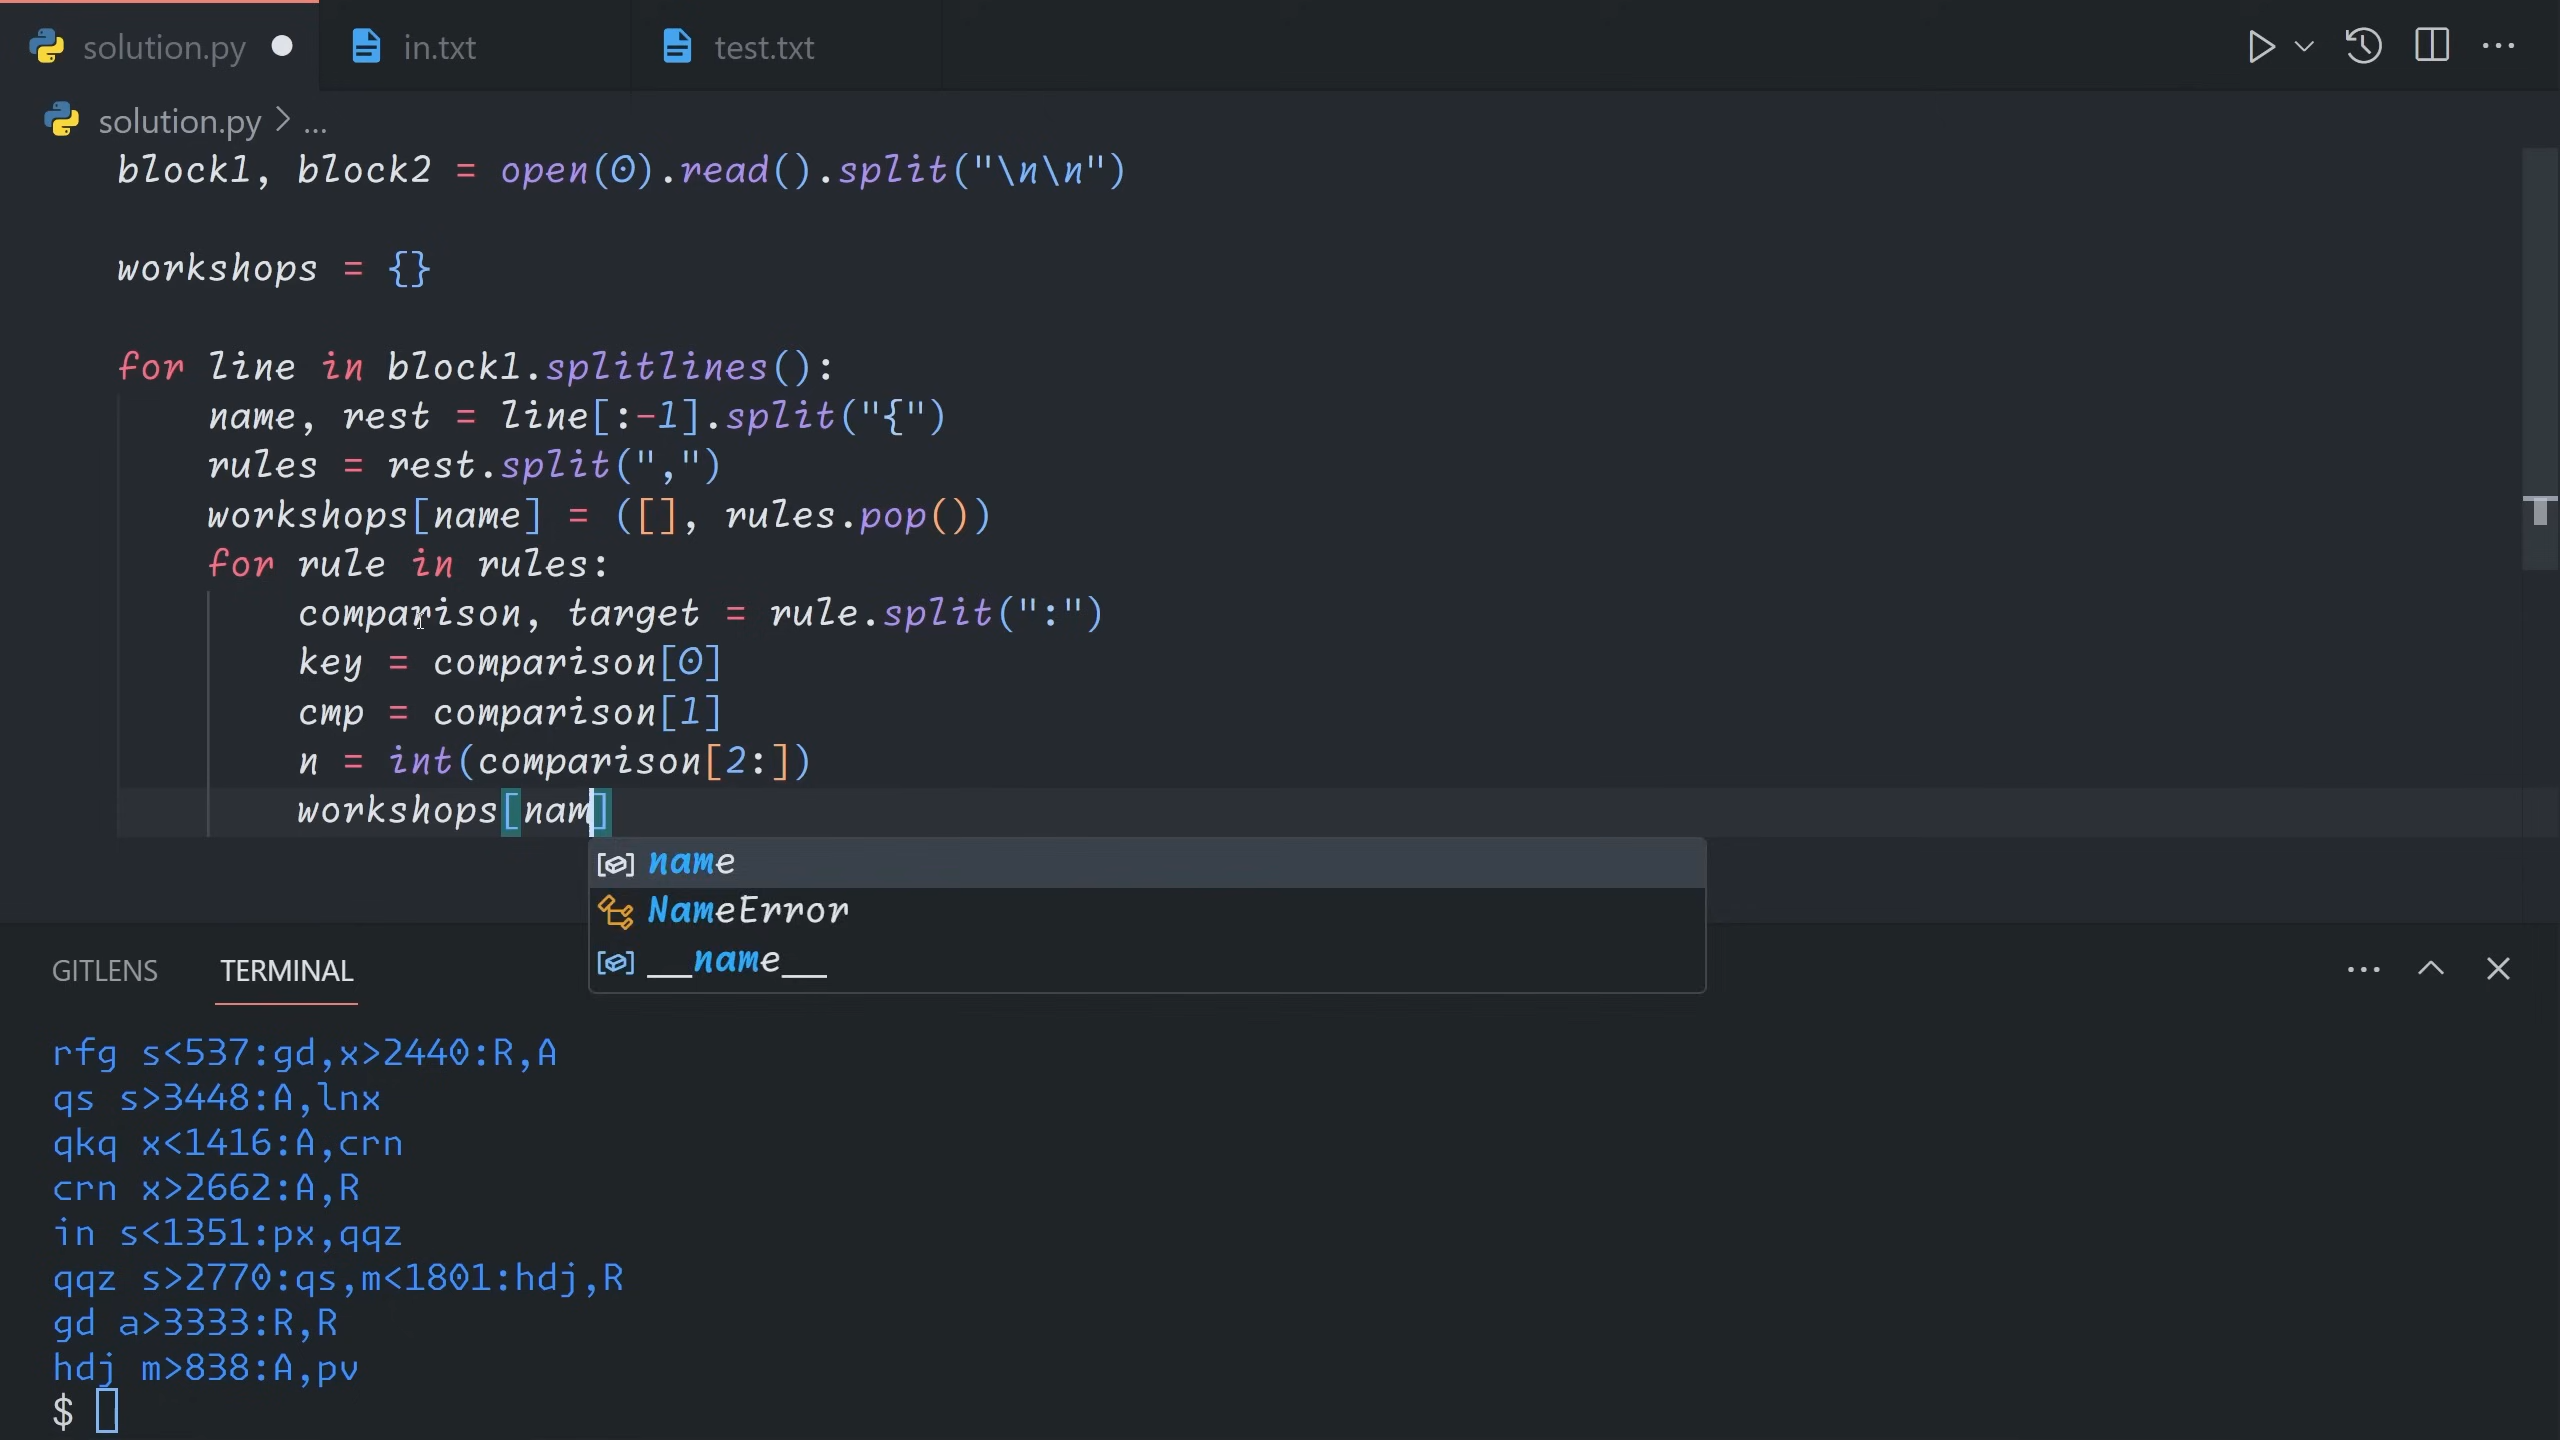 solution.py
in.txt
test.txt
solution.py > ...
block1, block2 = open(0).read().split("\n\n")
workshops = {}
for line in block1.splitlines():
name, rest = line[:-1].split("{")
rules = rest.split(",")
workshops[name] = ([], rules.pop())
for rule in rules:
comparison, target = rule.split(":")
key = comparison[0]
cmp = comparison[1]
n = int(comparison[2:])
workshops[nam]
name
NameError
__name__
GITLENS
TERMINAL
rfg s<537:gd,x>2440:R,A
qs s>3448:A,lnx
qkq x<1416:A,crn
crn x>2662:A,R
in s<1351:px,qqz
qqz s>2770:qs,m<1801:hdj,R
gd a>3333:R,R
hdj m>838:A,pv
$